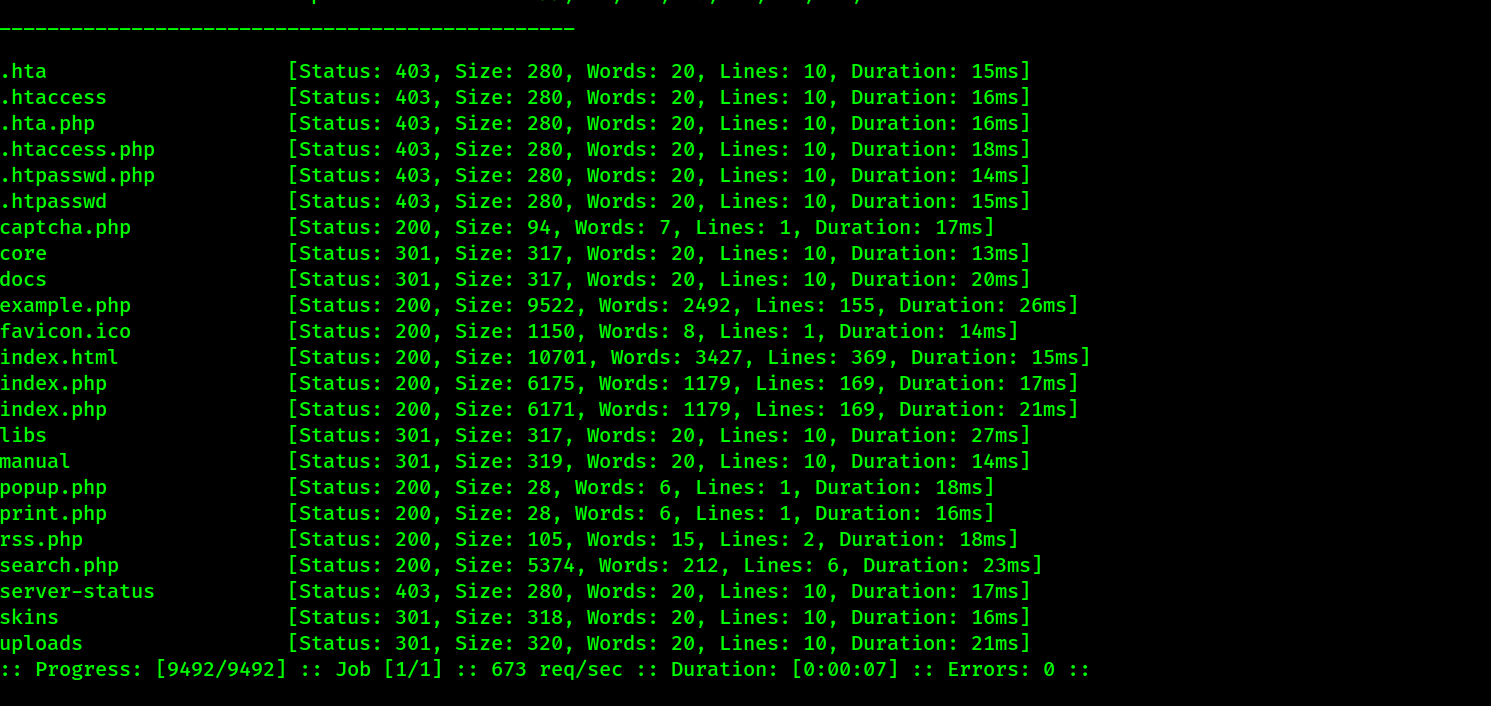 ________________________________________________
.hta                    [Status: 403, Size: 280, Words: 20, Lines: 10, Duration: 15ms]
.htaccess               [Status: 403, Size: 280, Words: 20, Lines: 10, Duration: 16ms]
.hta.php                [Status: 403, Size: 280, Words: 20, Lines: 10, Duration: 16ms]
.htaccess.php           [Status: 403, Size: 280, Words: 20, Lines: 10, Duration: 18ms]
.htpasswd.php           [Status: 403, Size: 280, Words: 20, Lines: 10, Duration: 14ms]
.htpasswd               [Status: 403, Size: 280, Words: 20, Lines: 10, Duration: 15ms]
captcha.php             [Status: 200, Size: 94, Words: 7, Lines: 1, Duration: 17ms]
core                    [Status: 301, Size: 317, Words: 20, Lines: 10, Duration: 13ms]
docs                    [Status: 301, Size: 317, Words: 20, Lines: 10, Duration: 20ms]
example.php             [Status: 200, Size: 9522, Words: 2492, Lines: 155, Duration: 26ms]
favicon.ico             [Status: 200, Size: 1150, Words: 8, Lines: 1, Duration: 14ms]
index.html              [Status: 200, Size: 10701, Words: 3427, Lines: 369, Duration: 15ms]
index.php               [Status: 200, Size: 6175, Words: 1179, Lines: 169, Duration: 17ms]
index.php               [Status: 200, Size: 6171, Words: 1179, Lines: 169, Duration: 21ms]
libs                    [Status: 301, Size: 317, Words: 20, Lines: 10, Duration: 27ms]
manual                  [Status: 301, Size: 319, Words: 20, Lines: 10, Duration: 14ms]
popup.php               [Status: 200, Size: 28, Words: 6, Lines: 1, Duration: 18ms]
print.php               [Status: 200, Size: 28, Words: 6, Lines: 1, Duration: 16ms]
rss.php                 [Status: 200, Size: 105, Words: 15, Lines: 2, Duration: 18ms]
search.php              [Status: 200, Size: 5374, Words: 212, Lines: 6, Duration: 23ms]
server-status           [Status: 403, Size: 280, Words: 20, Lines: 10, Duration: 17ms]
skins                   [Status: 301, Size: 318, Words: 20, Lines: 10, Duration: 16ms]
uploads                 [Status: 301, Size: 320, Words: 20, Lines: 10, Duration: 21ms]
:: Progress: [9492/9492] :: Job [1/1] :: 673 req/sec :: Duration: [0:00:07] :: Errors: 0 ::